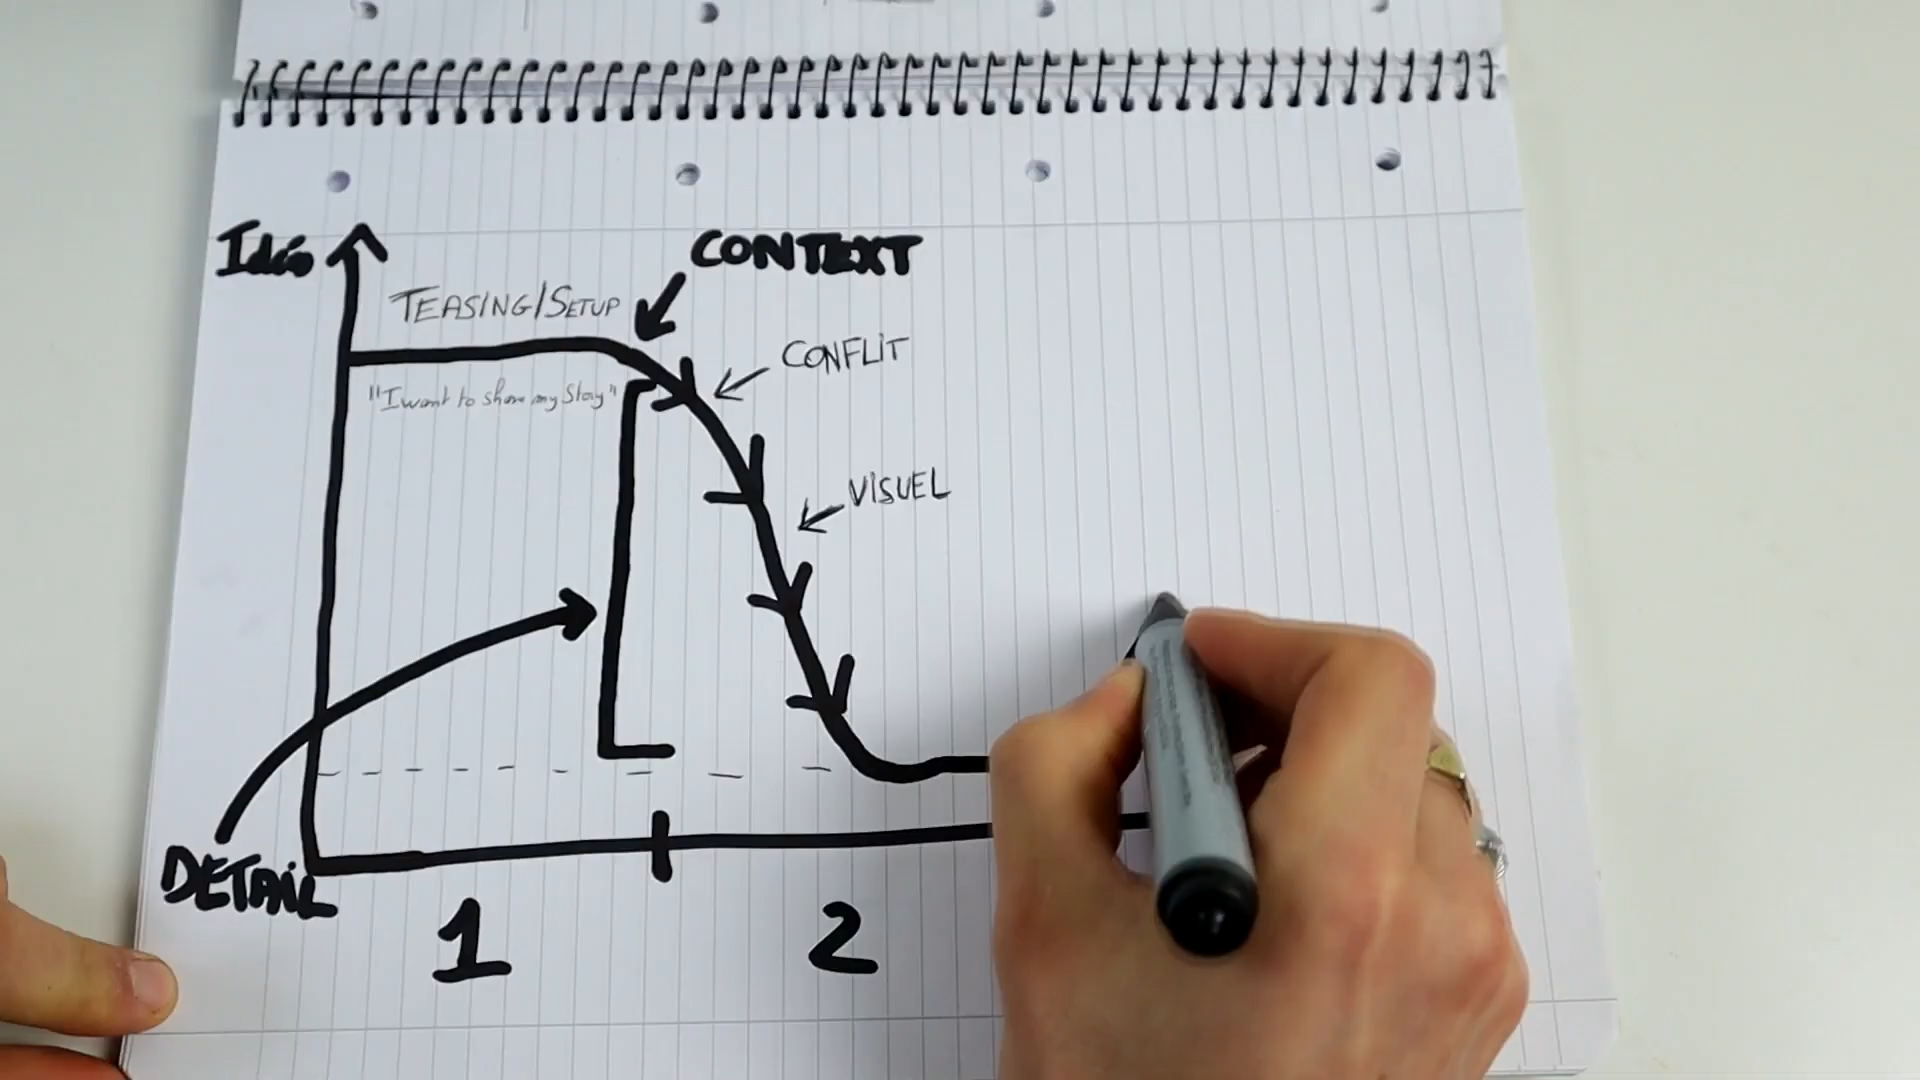 Idée
CONTEXT
TEASING/SETUP
CONFLIT
"I want to share my Story"
VISUEL
DETAIL
1
2